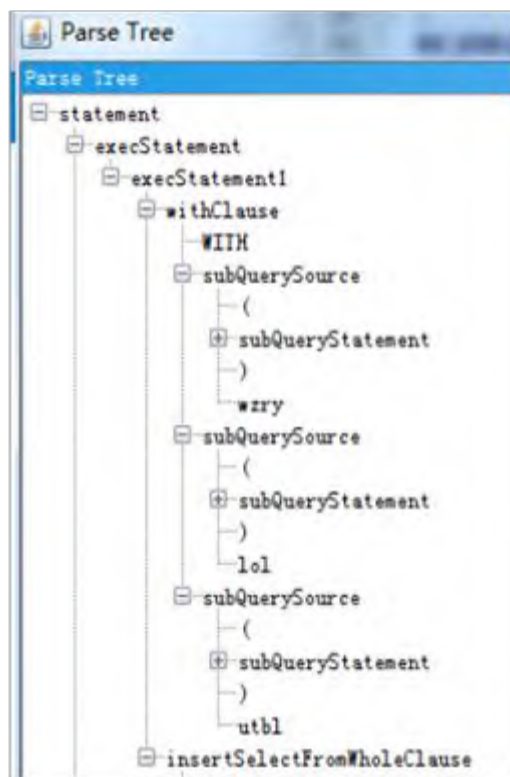 Parse Tree
Parse Tree
statement
execStatement
execStatement1
withClause
WITH
subQuerySource
(
subQueryStatement
)
wzry
subQuerySource
(
subQueryStatement
)
lol
subQuerySource
(
subQueryStatement
)
utbl
insertSelectFromWholeClause